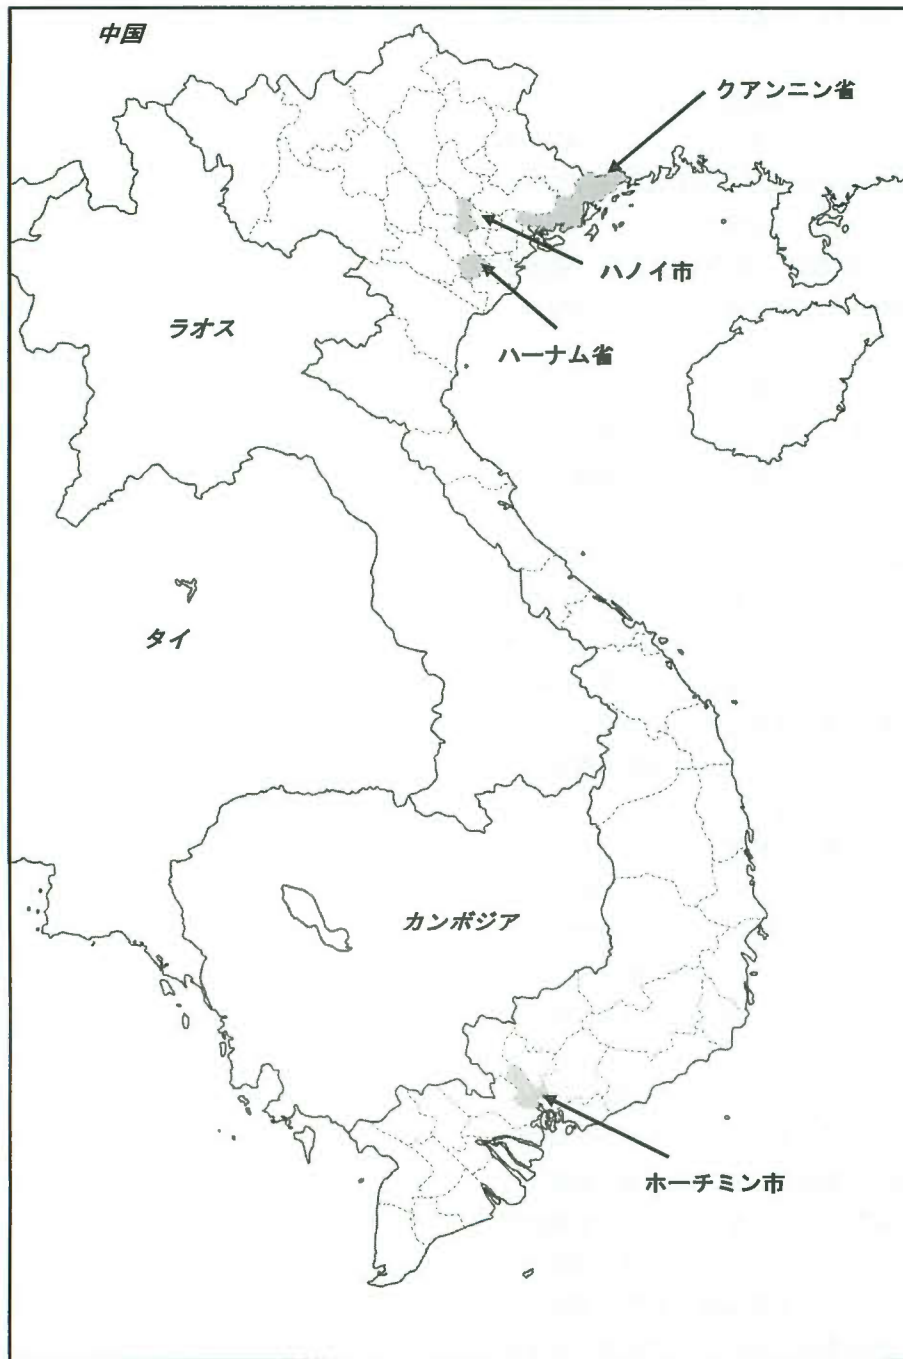 中国
クアンニン省
ハノイ市
ラオス
ハーナム省
タイ
カンボジア
ホーチミン市